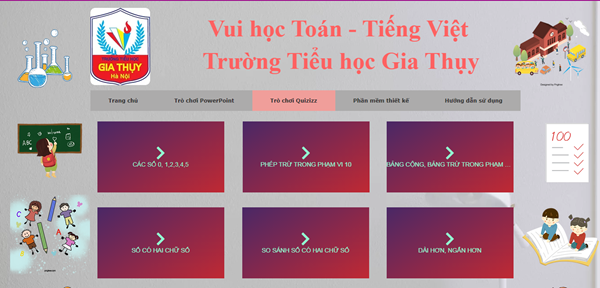 Vui học Toán - Tiếng Việt
Trường Tiểu học Gia Thụy
TRƯỜNG TIỂU HỌC
GIA THỤY
Hà Nội
Trang chủ
Trò chơi PowerPoint
Trò chơi Quizizz
Phần mềm thiết kế
Hướng dẫn sử dụng
CÁC SỐ 0, 1,2,3,4,5
PHÉP TRỪ TRONG PHẠM VI 10
BẢNG CỘNG, BẢNG TRỪ TRONG PHẠM ...
SỐ CÓ HAI CHỮ SỐ
SO SÁNH SỐ CÓ HAI CHỮ SỐ
DÀI HƠN, NGẮN HƠN
100